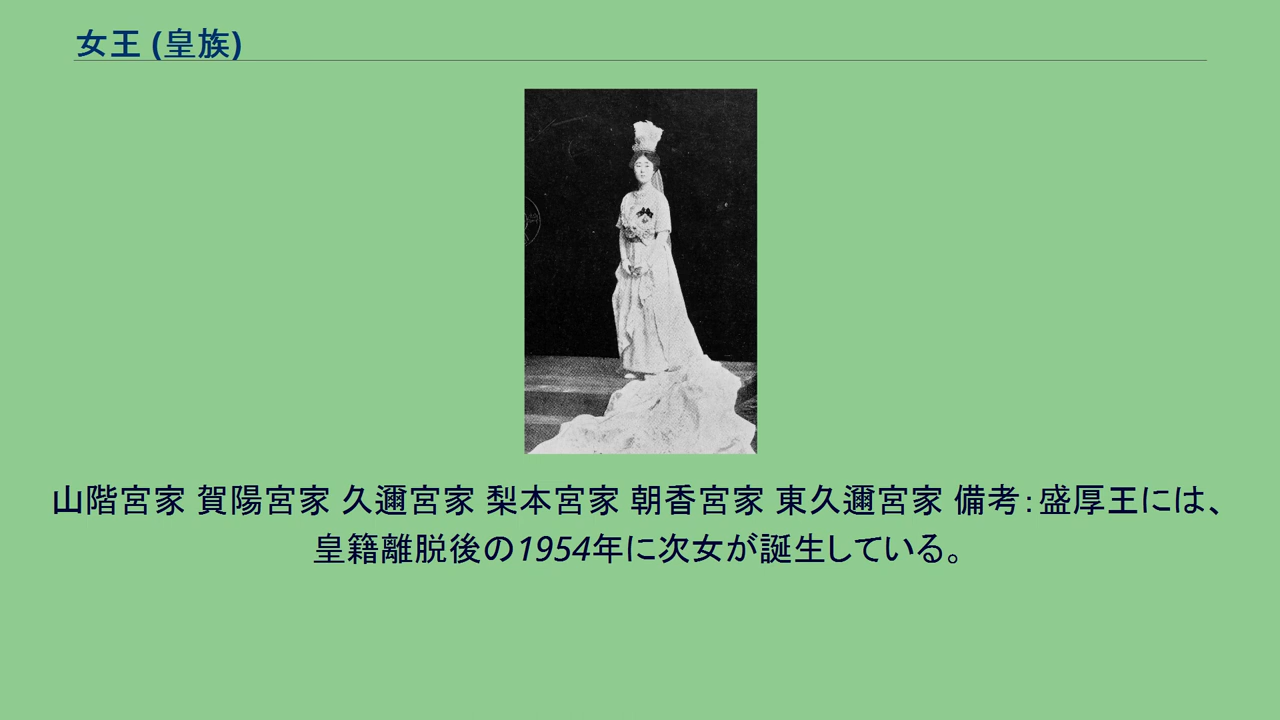 女王 (皇族)
山階宮家 賀陽宮家 久邇宮家 梨本宮家 朝香宮家 東久邇宮家 備考：盛厚王には、
皇籍離脱後の1954年に次女が誕生している。